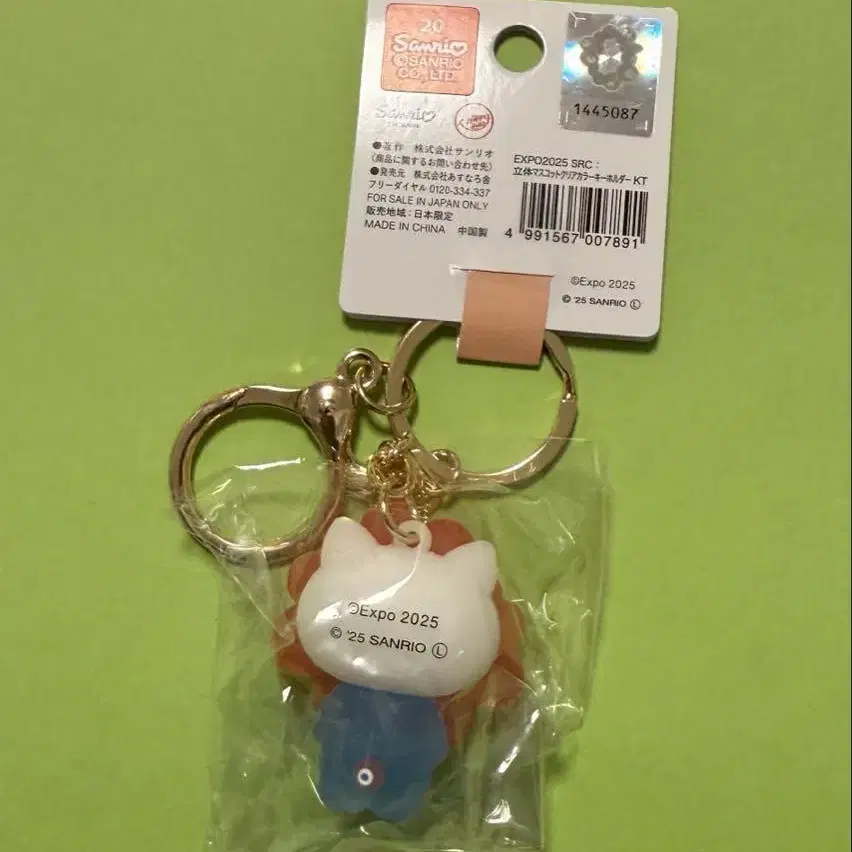 20
Sanrio
©SANRIO
CO., LTD.
Sanrio
1445087
●著作　株式会社サンリオ
(商品に関するお問い合わせ先)
●発売元　株式会社あすなろ舎
フリーダイヤル 0120-334-337
FOR SALE IN JAPAN ONLY
販売地域：日本限定
MADE IN CHINA　中国製
EXPO2025 SRC：
立体マスコットクリアカラーキーホルダー KT
4 991567 007891
©Expo 2025
© '25 SANRIO Ⓛ
©Expo 2025
© '25 SANRIO Ⓛ